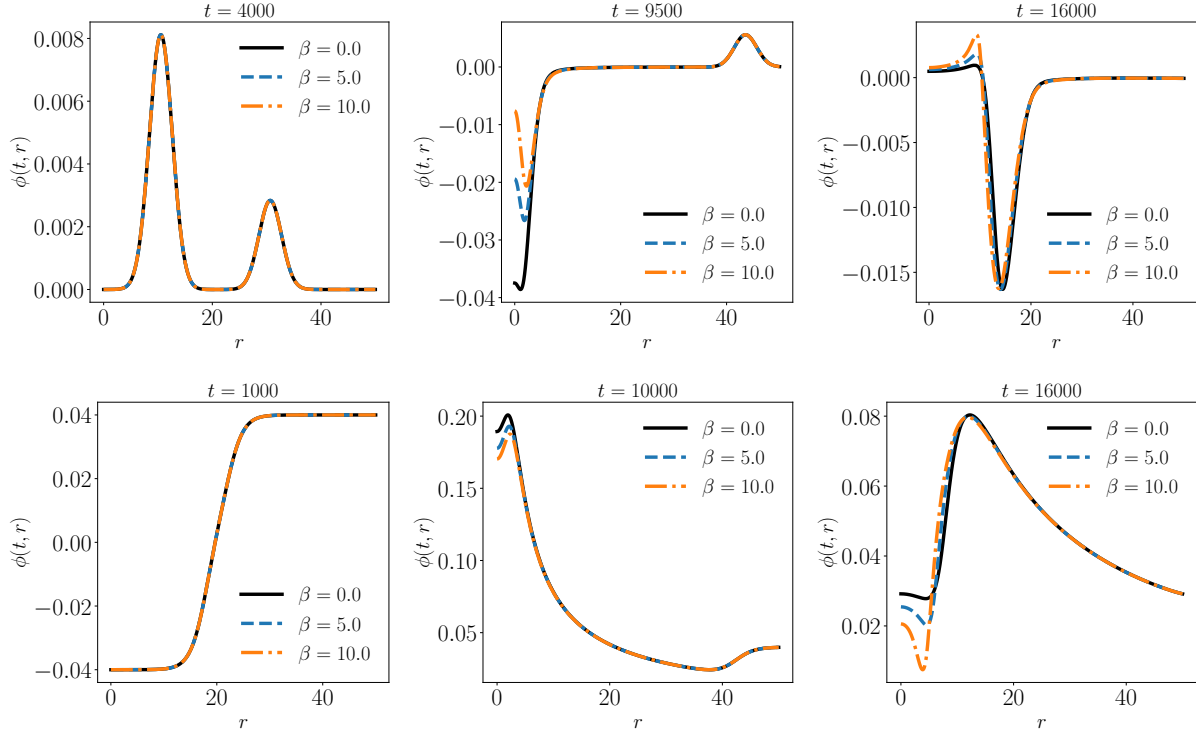 t = 4000
0.008
0.006
0.004
0.002
0.000
ϕ(t, r)
0
20
40
r
β = 0.0
β = 5.0
β = 10.0
t = 9500
0.00
−0.01
−0.02
−0.03
−0.04
ϕ(t, r)
0
20
40
r
β = 0.0
β = 5.0
β = 10.0
t = 16000
0.000
−0.005
−0.010
−0.015
ϕ(t, r)
0
20
40
r
β = 0.0
β = 5.0
β = 10.0
t = 1000
0.04
0.02
0.00
−0.02
−0.04
ϕ(t, r)
0
20
40
r
β = 0.0
β = 5.0
β = 10.0
t = 10000
0.20
0.15
0.10
0.05
ϕ(t, r)
0
20
40
r
β = 0.0
β = 5.0
β = 10.0
t = 16000
0.08
0.06
0.04
0.02
ϕ(t, r)
0
20
40
r
β = 0.0
β = 5.0
β = 10.0